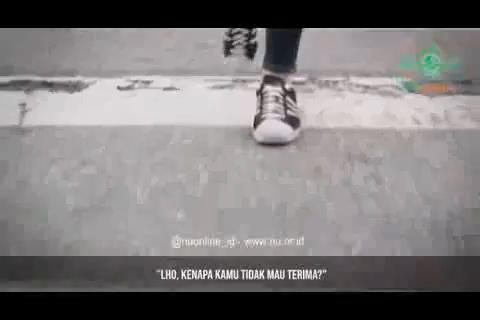 @nuonline_id - www.nu.or.id
"LHO, KENAPA KAMU TIDAK MAU TERIMA?"